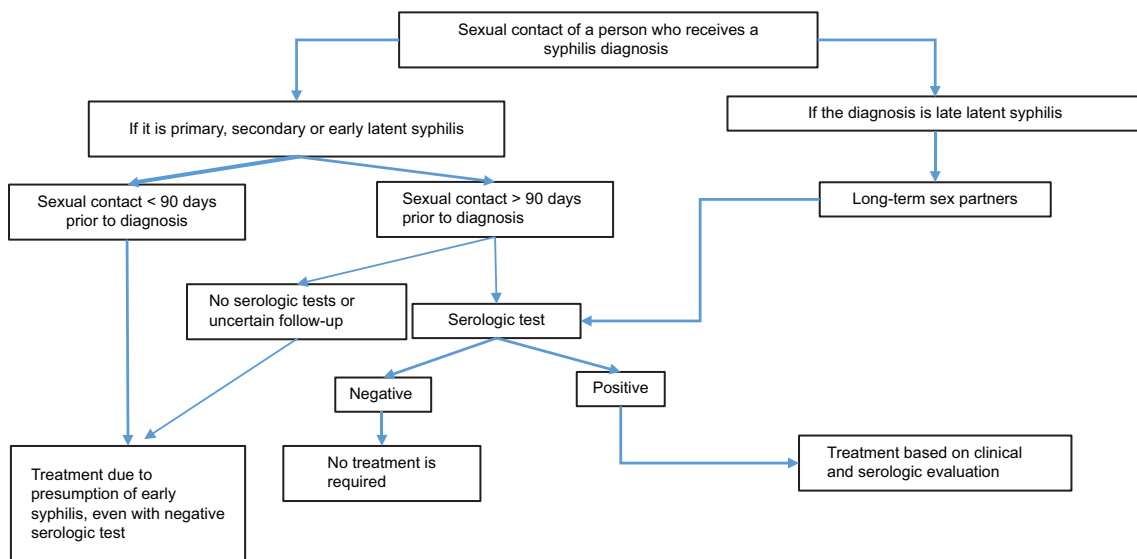 Sexual contact of a person who receives a
syphilis diagnosis
If it is primary, secondary or early latent syphilis
If the diagnosis is late latent syphilis
Sexual contact < 90 days
prior to diagnosis
Sexual contact > 90 days
prior to diagnosis
Long-term sex partners
No serologic tests or
uncertain follow-up
Serologic test
Negative
Positive
Treatment due to
presumption of early
syphilis, even with negative
serologic test
No treatment is
required
Treatment based on clinical
and serologic evaluation